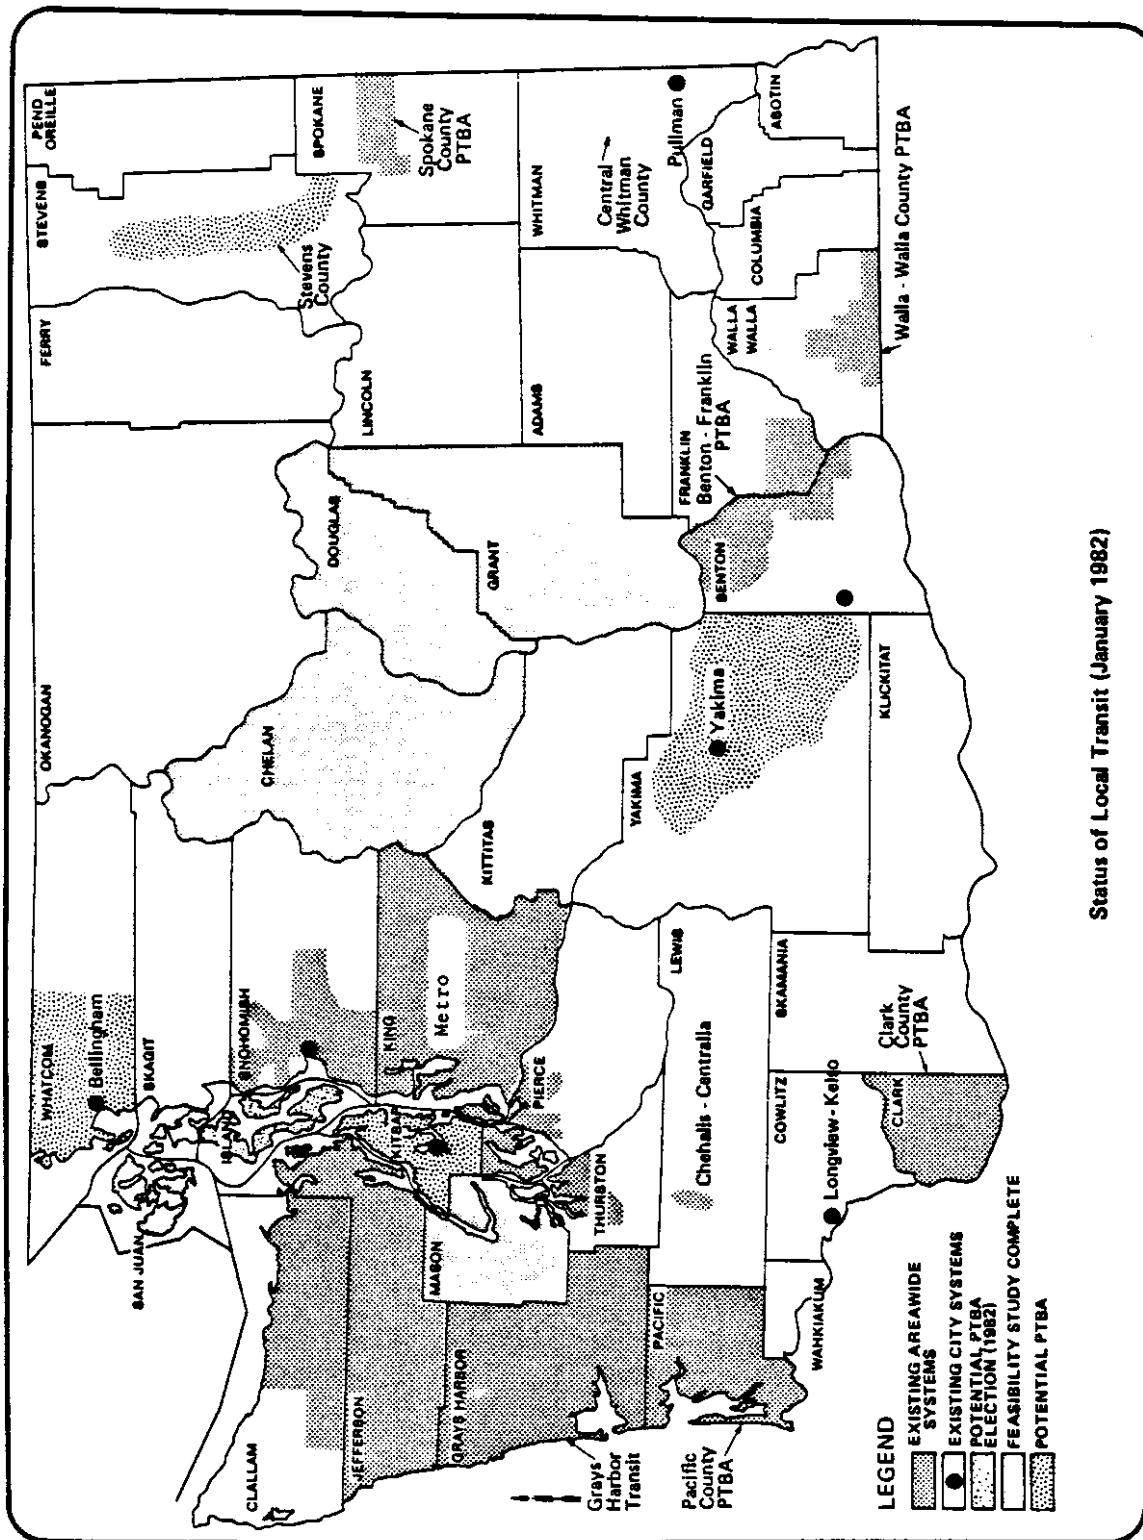 WHATCOM
Bellingham
OKANOGAN
FERRY
STEVENS
PEND
OREILLE
SAN JUAN
SKAGIT
ISLAND
SNOHOMISH
CHELAN
DOUGLAS
Stevens
County
SPOKANE
Spokane
County
PTBA
CLALLAM
JEFFERSON
KITSAP
KING
Metro
LINCOLN
GRANT
MASON
GRAYS HARBOR
Grays
Harbor
Transit
PIERCE
THURSTON
KITTITAS
ADAMS
WHITMAN
Central
Whitman
County
Pullman
PACIFIC
Pacific
County
PTBA
LEWIS
Chehalis - Centralia
YAKIMA
Yakima
FRANKLIN
Benton - Franklin
PTBA
BENTON
WALLA
WALLA
COLUMBIA
GARFIELD
ABOTIN
Walla - Walla County PTBA
WAHKIAKUM
COWLITZ
Longview - Kelso
SKAMANIA
Clark
County
PTBA
CLARK
KLICKITAT
LEGEND
EXISTING AREAWIDE
SYSTEMS
EXISTING CITY SYSTEMS
POTENTIAL PTBA
ELECTION (1982)
FEASIBILITY STUDY COMPLETE
POTENTIAL PTBA
Status of Local Transit (January 1982)